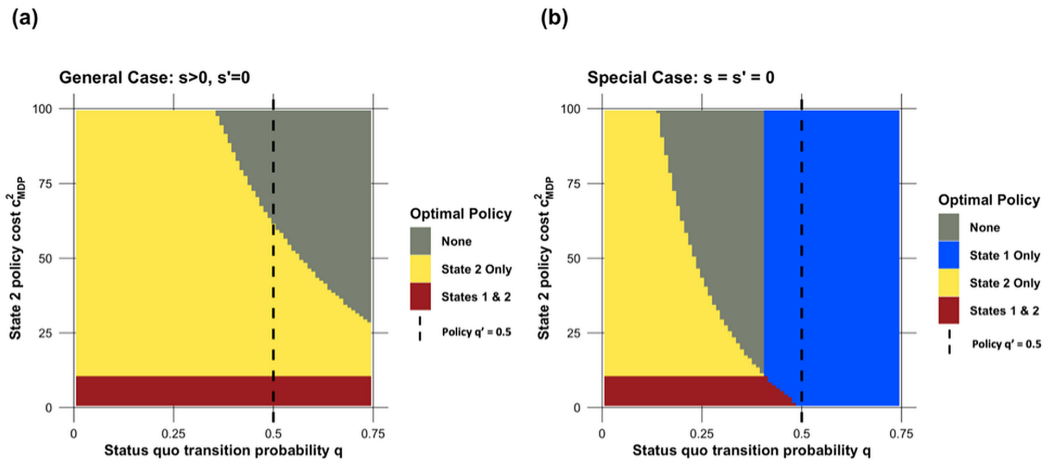 (a)
General Case: s>0, s'=0
State 2 policy cost c²MDP
100
75
50
25
0
0
0.25
0.5
0.75
Status quo transition probability q
Optimal Policy
None
State 2 Only
States 1 & 2
Policy q' = 0.5
(b)
Special Case: s = s' = 0
State 2 policy cost c²MDP
100
75
50
25
0
0
0.25
0.5
0.75
Status quo transition probability q
Optimal Policy
None
State 1 Only
State 2 Only
States 1 & 2
Policy q' = 0.5